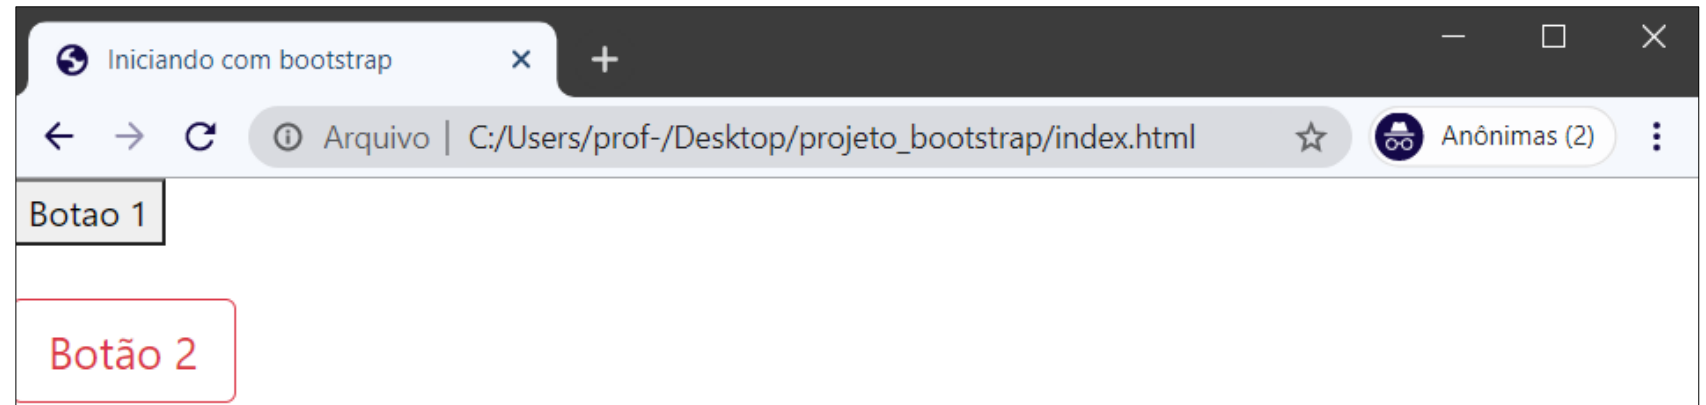 Iniciando com bootstrap
Arquivo | C:/Users/prof-/Desktop/projeto_bootstrap/index.html Anônimas (2)
Botao 1
Botão 2